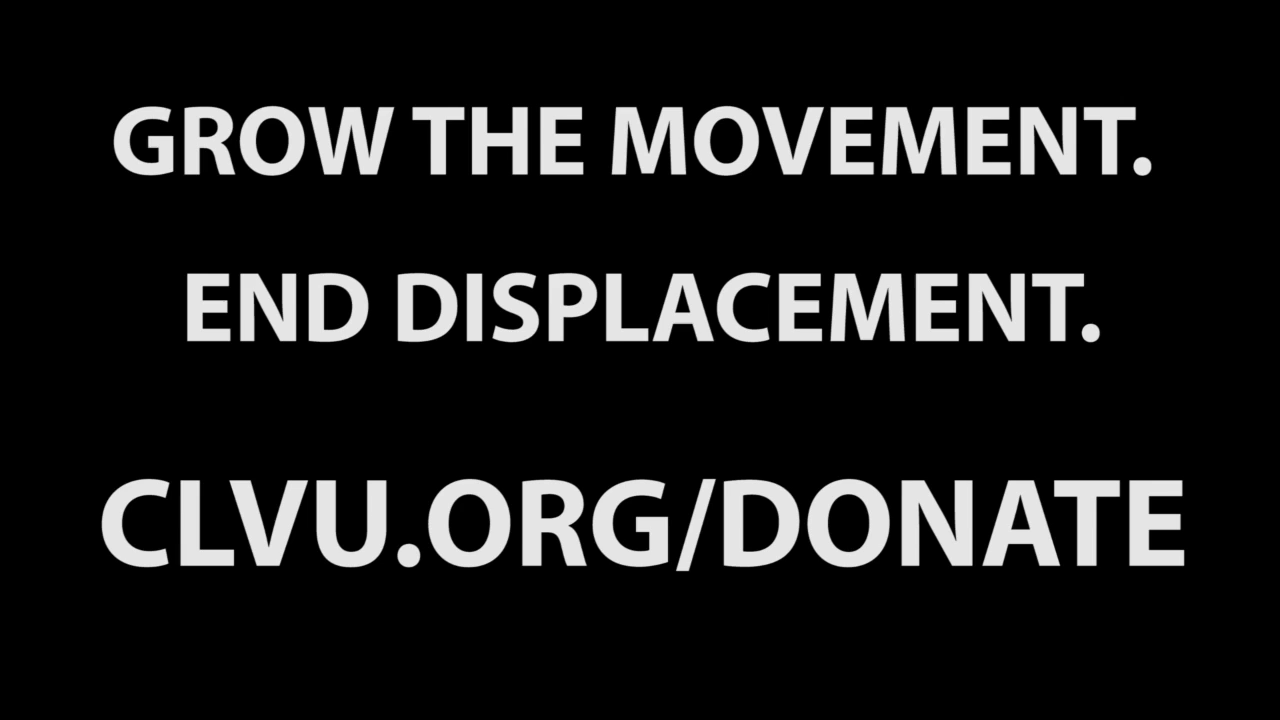 GROW THE MOVEMENT.
END DISPLACEMENT.
CLVU.ORG/DONATE